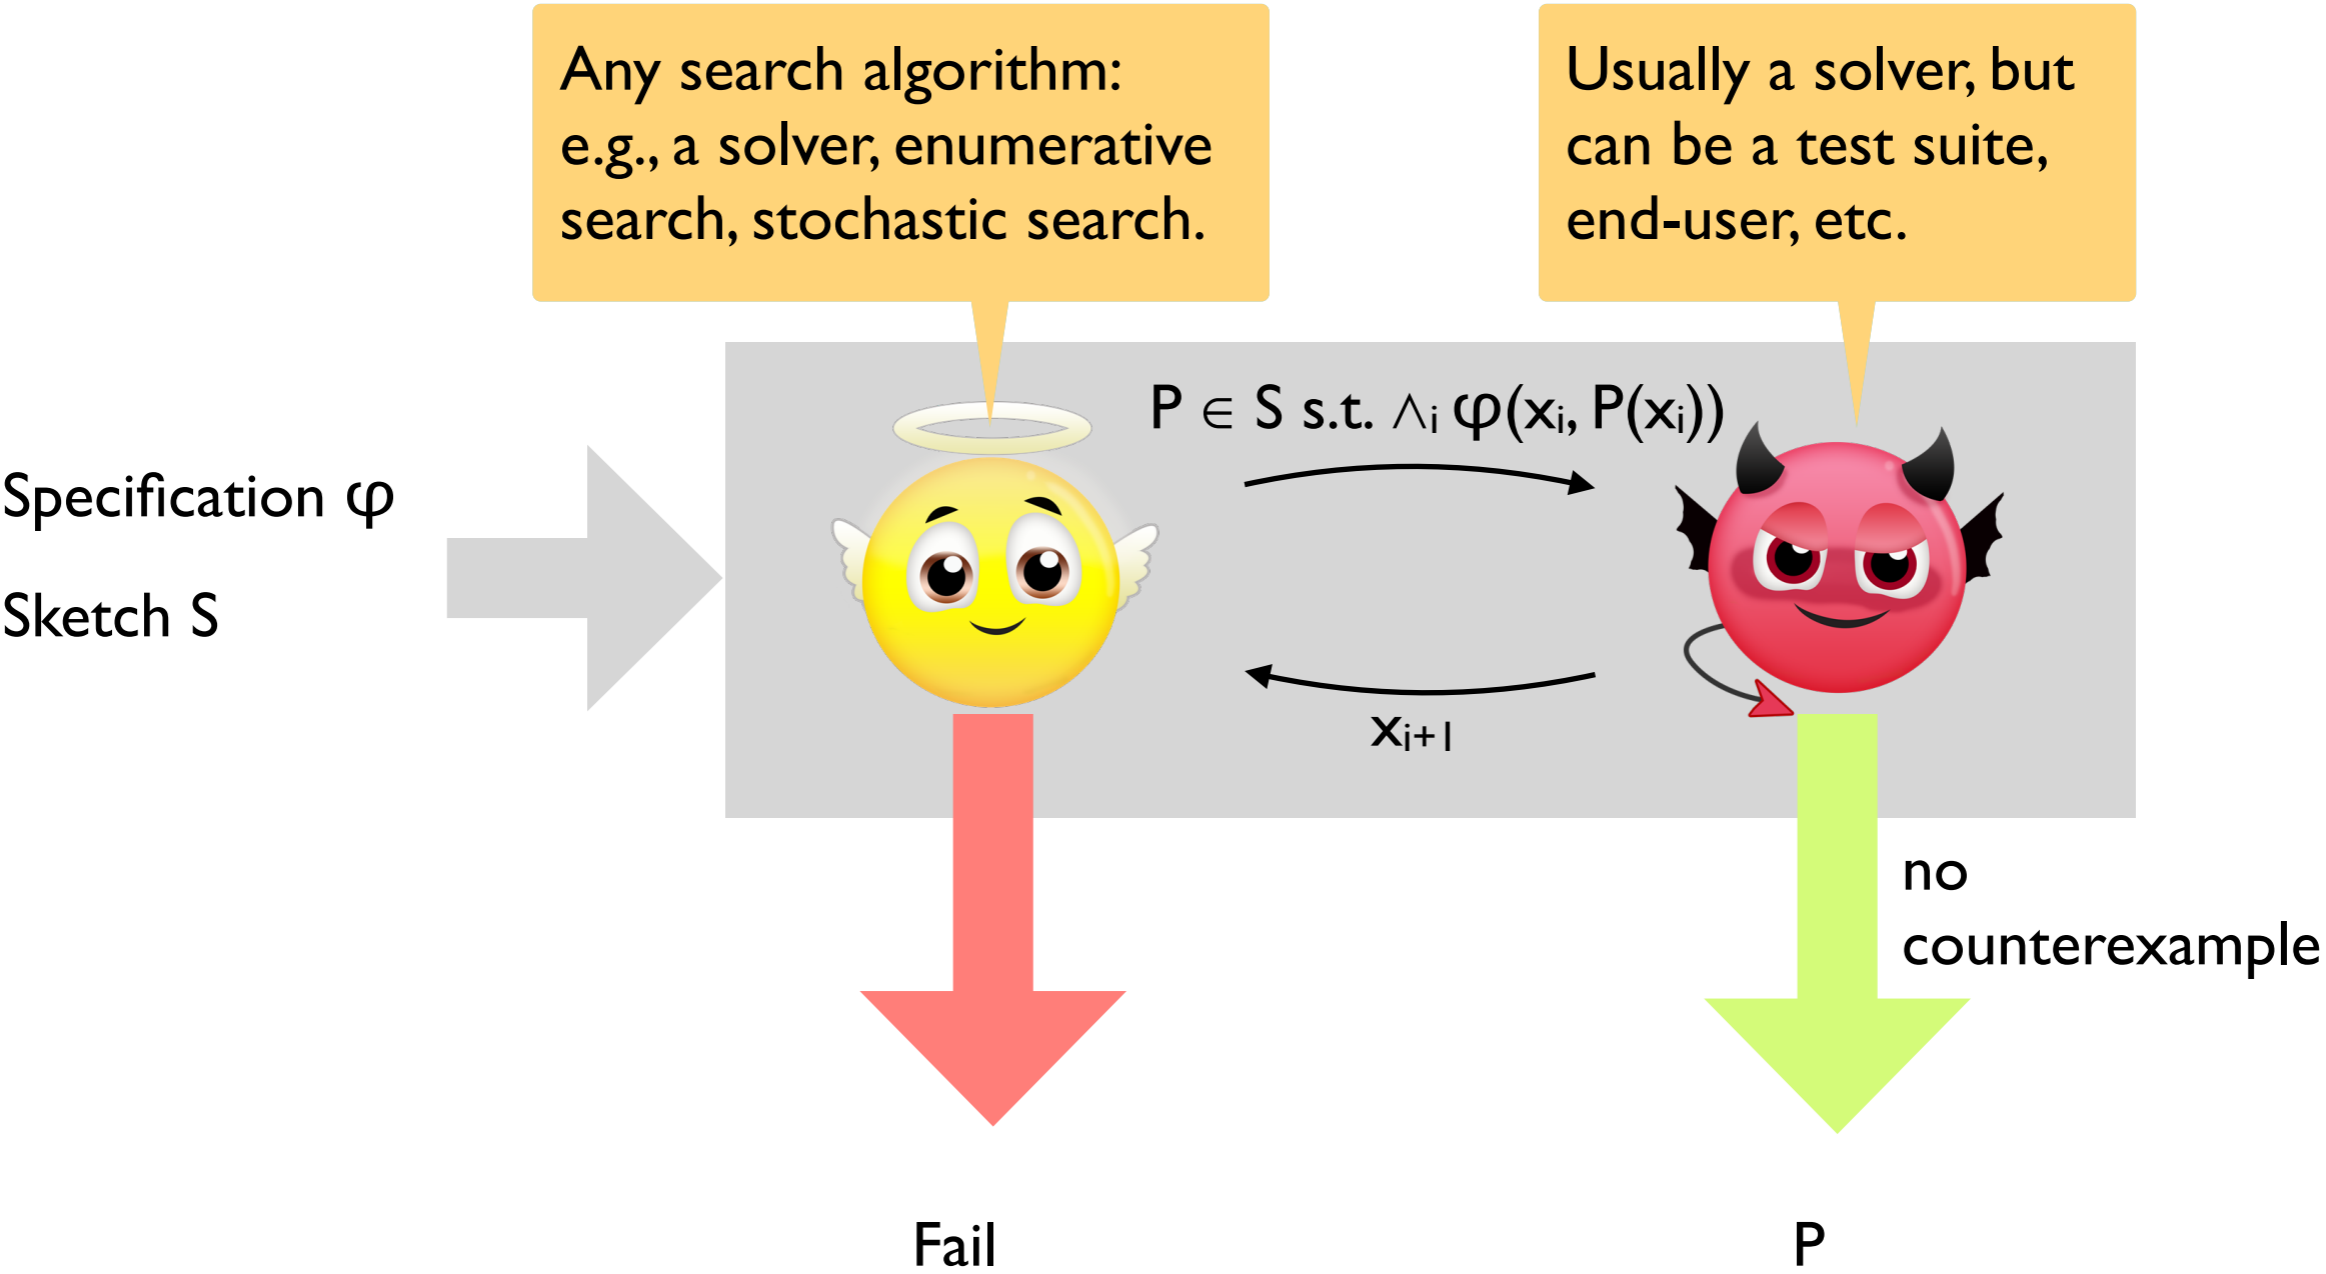 Any search algorithm:
e.g., a solver, enumerative
search, stochastic search.
Usually a solver, but
can be a test suite,
end-user, etc.
P ∈ S s.t. ∧ᵢ φ(xᵢ, P(xᵢ))
Specification φ
Sketch S
xᵢ₊₁
no
counterexample
Fail
P